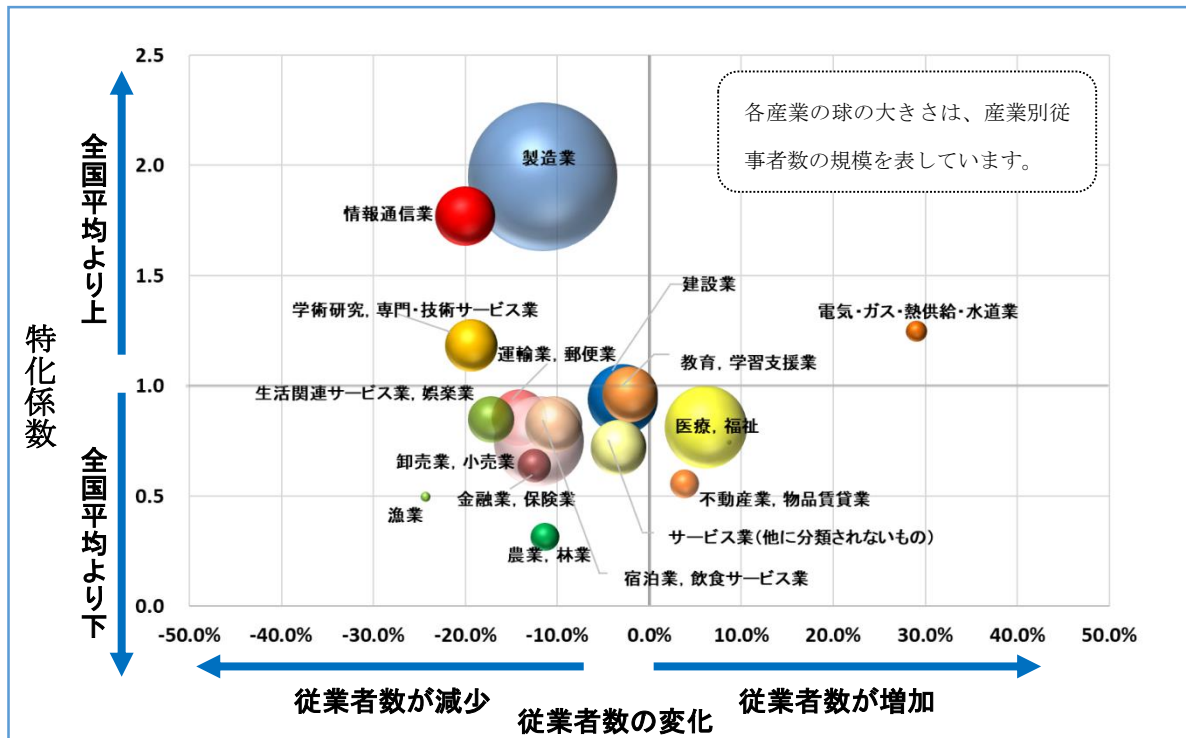 2.5
各産業の球の大きさは、産業別従
事者数の規模を表しています。
2.0
製造業
情報通信業
1.5
建設業
学術研究, 専門・技術サービス業
電気・ガス・熱供給・水道業
運輸業, 郵便業
教育, 学習支援業
1.0
生活関連サービス業, 娯楽業
医療, 福祉
卸売業, 小売業
0.5
金融業, 保険業
不動産業, 物品賃貸業
漁業
サービス業(他に分類されないもの)
農業, 林業
宿泊業, 飲食サービス業
0.0
-50.0%
-40.0%
-30.0%
-20.0%
-10.0%
0.0%
10.0%
20.0%
30.0%
40.0%
50.0%
全国平均より上
特化係数
全国平均より下
従業者数が減少
従業者数が増加
従業者数の変化